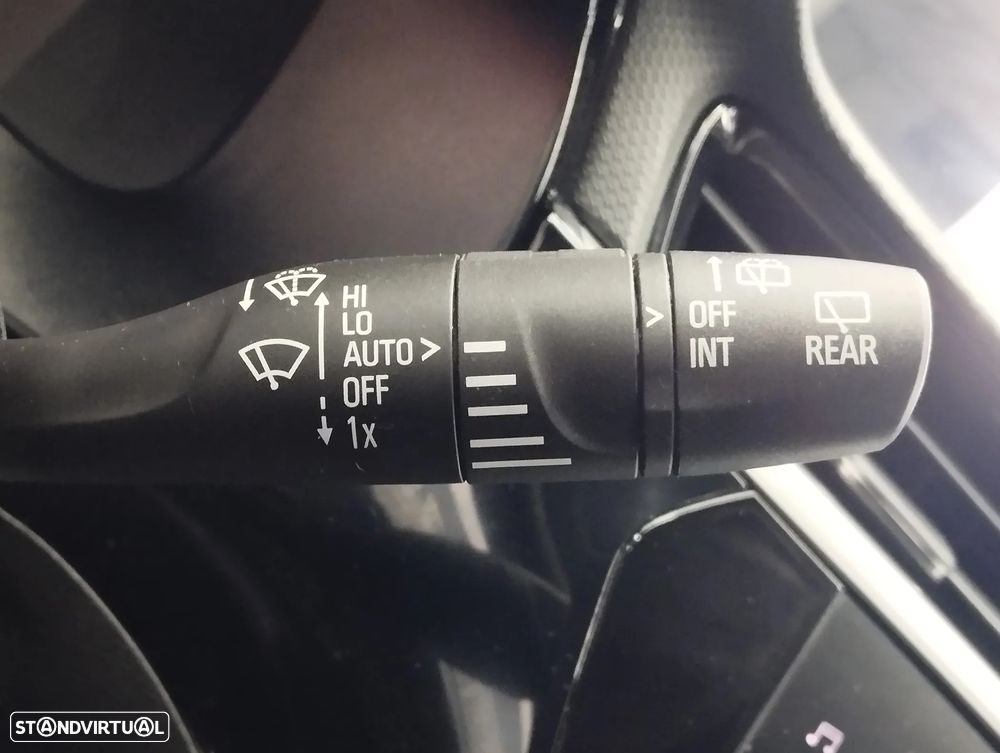 HI
LO
AUTO >
OFF
1x
> OFF
INT
REAR
STANDVIRTUAL